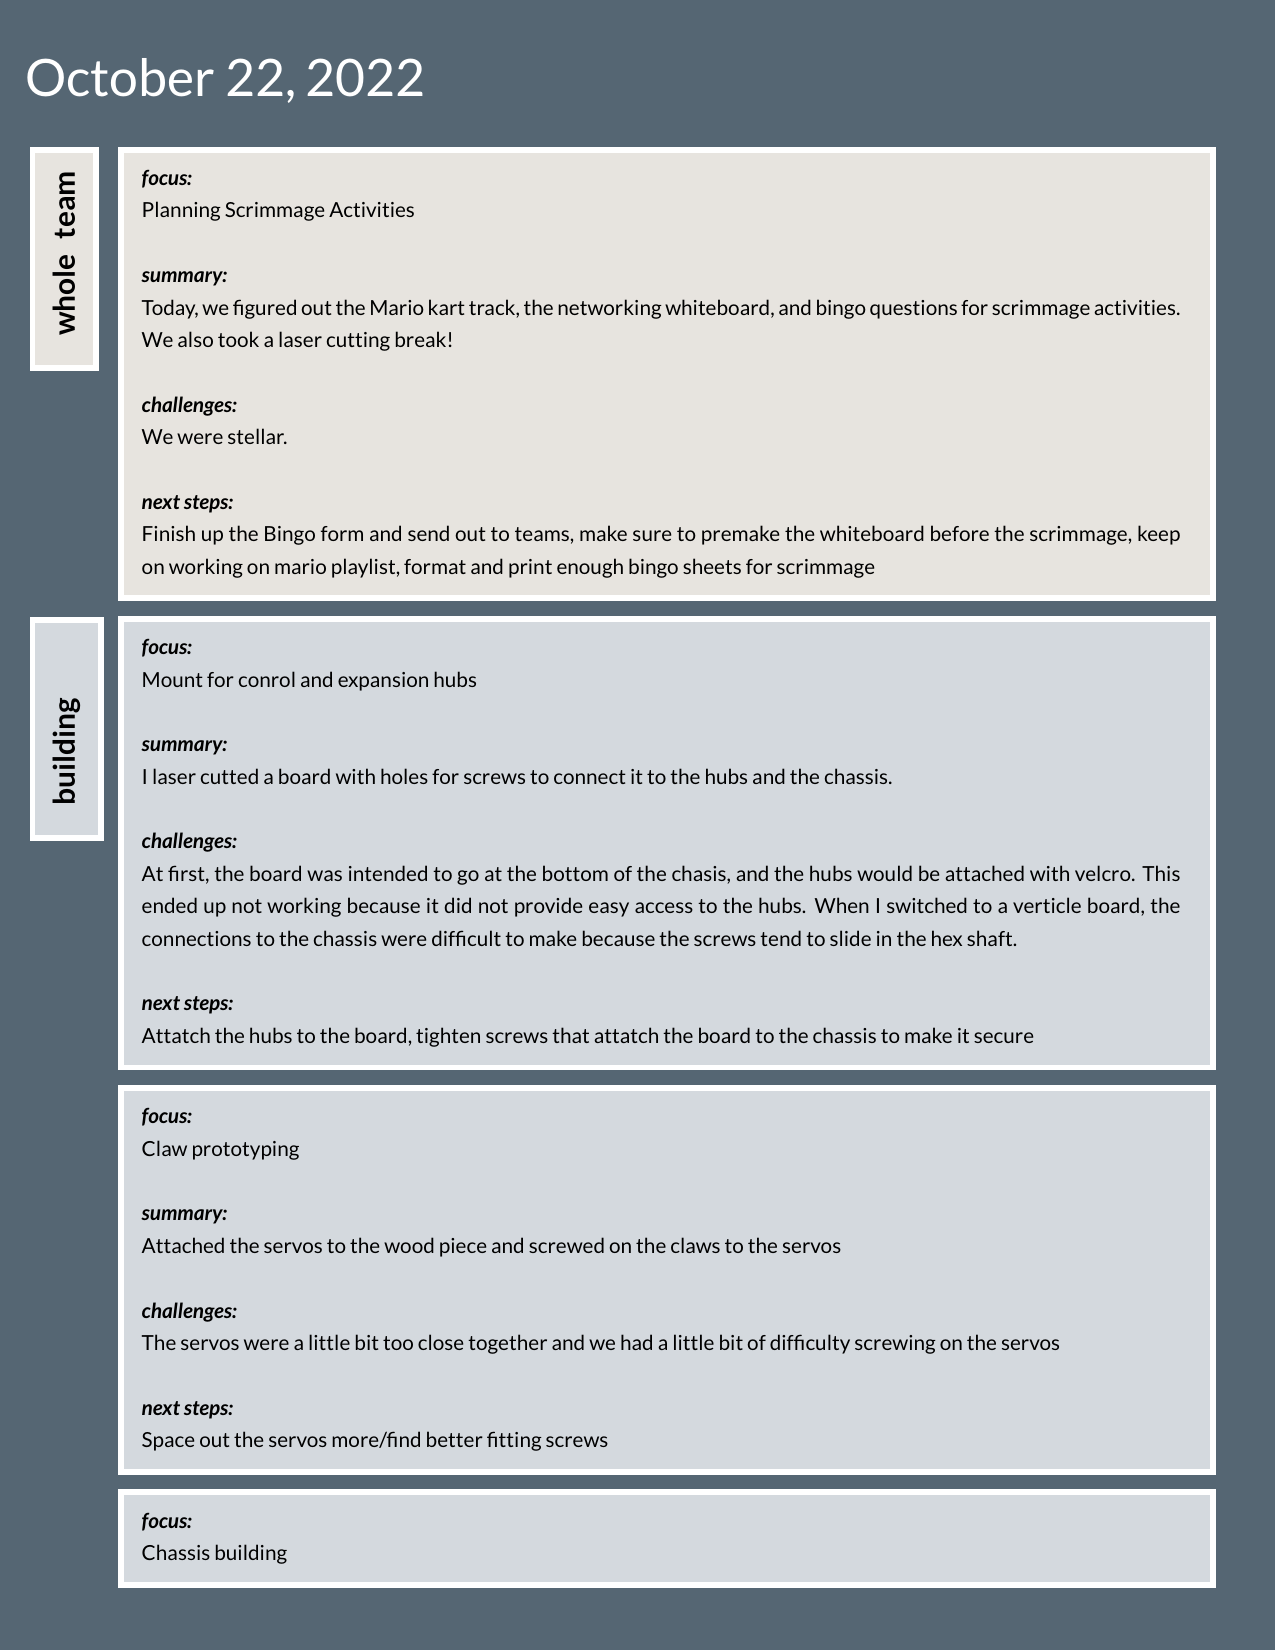 October 22, 2022
whole team
focus:
Planning Scrimmage Activities
summary:
Today, we figured out the Mario kart track, the networking whiteboard, and bingo questions for scrimmage activities.
We also took a laser cutting break!
challenges:
We were stellar.
next steps:
Finish up the Bingo form and send out to teams, make sure to premake the whiteboard before the scrimmage, keep
on working on mario playlist, format and print enough bingo sheets for scrimmage
building
focus:
Mount for conrol and expansion hubs
summary:
I laser cutted a board with holes for screws to connect it to the hubs and the chassis.
challenges:
At first, the board was intended to go at the bottom of the chasis, and the hubs would be attached with velcro. This
ended up not working because it did not provide easy access to the hubs. When I switched to a verticle board, the
connections to the chassis were difficult to make because the screws tend to slide in the hex shaft.
next steps:
Attatch the hubs to the board, tighten screws that attatch the board to the chassis to make it secure
focus:
Claw prototyping
summary:
Attached the servos to the wood piece and screwed on the claws to the servos
challenges:
The servos were a little bit too close together and we had a little bit of difficulty screwing on the servos
next steps:
Space out the servos more/find better fitting screws
focus:
Chassis building